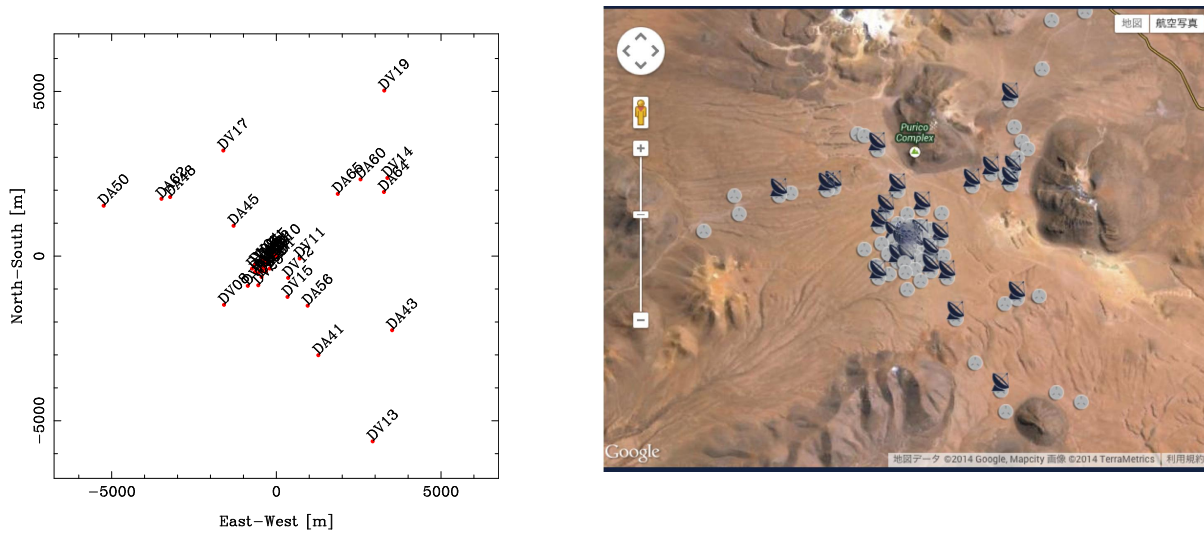 DV19
5000
DV17
DA60
DV14
DA65
DA64
DA62
DA48
DA50
DA45
DV11
0
DV12
DV15
DV08
DA56
DA43
DA41
DV13
−5000
North−South [m]
−5000
0
5000
East−West [m]
地図
航空写真
Purico
Complex
Google
地図データ ©2014 Google, Mapcity 画像 ©2014 TerraMetrics
利用規約